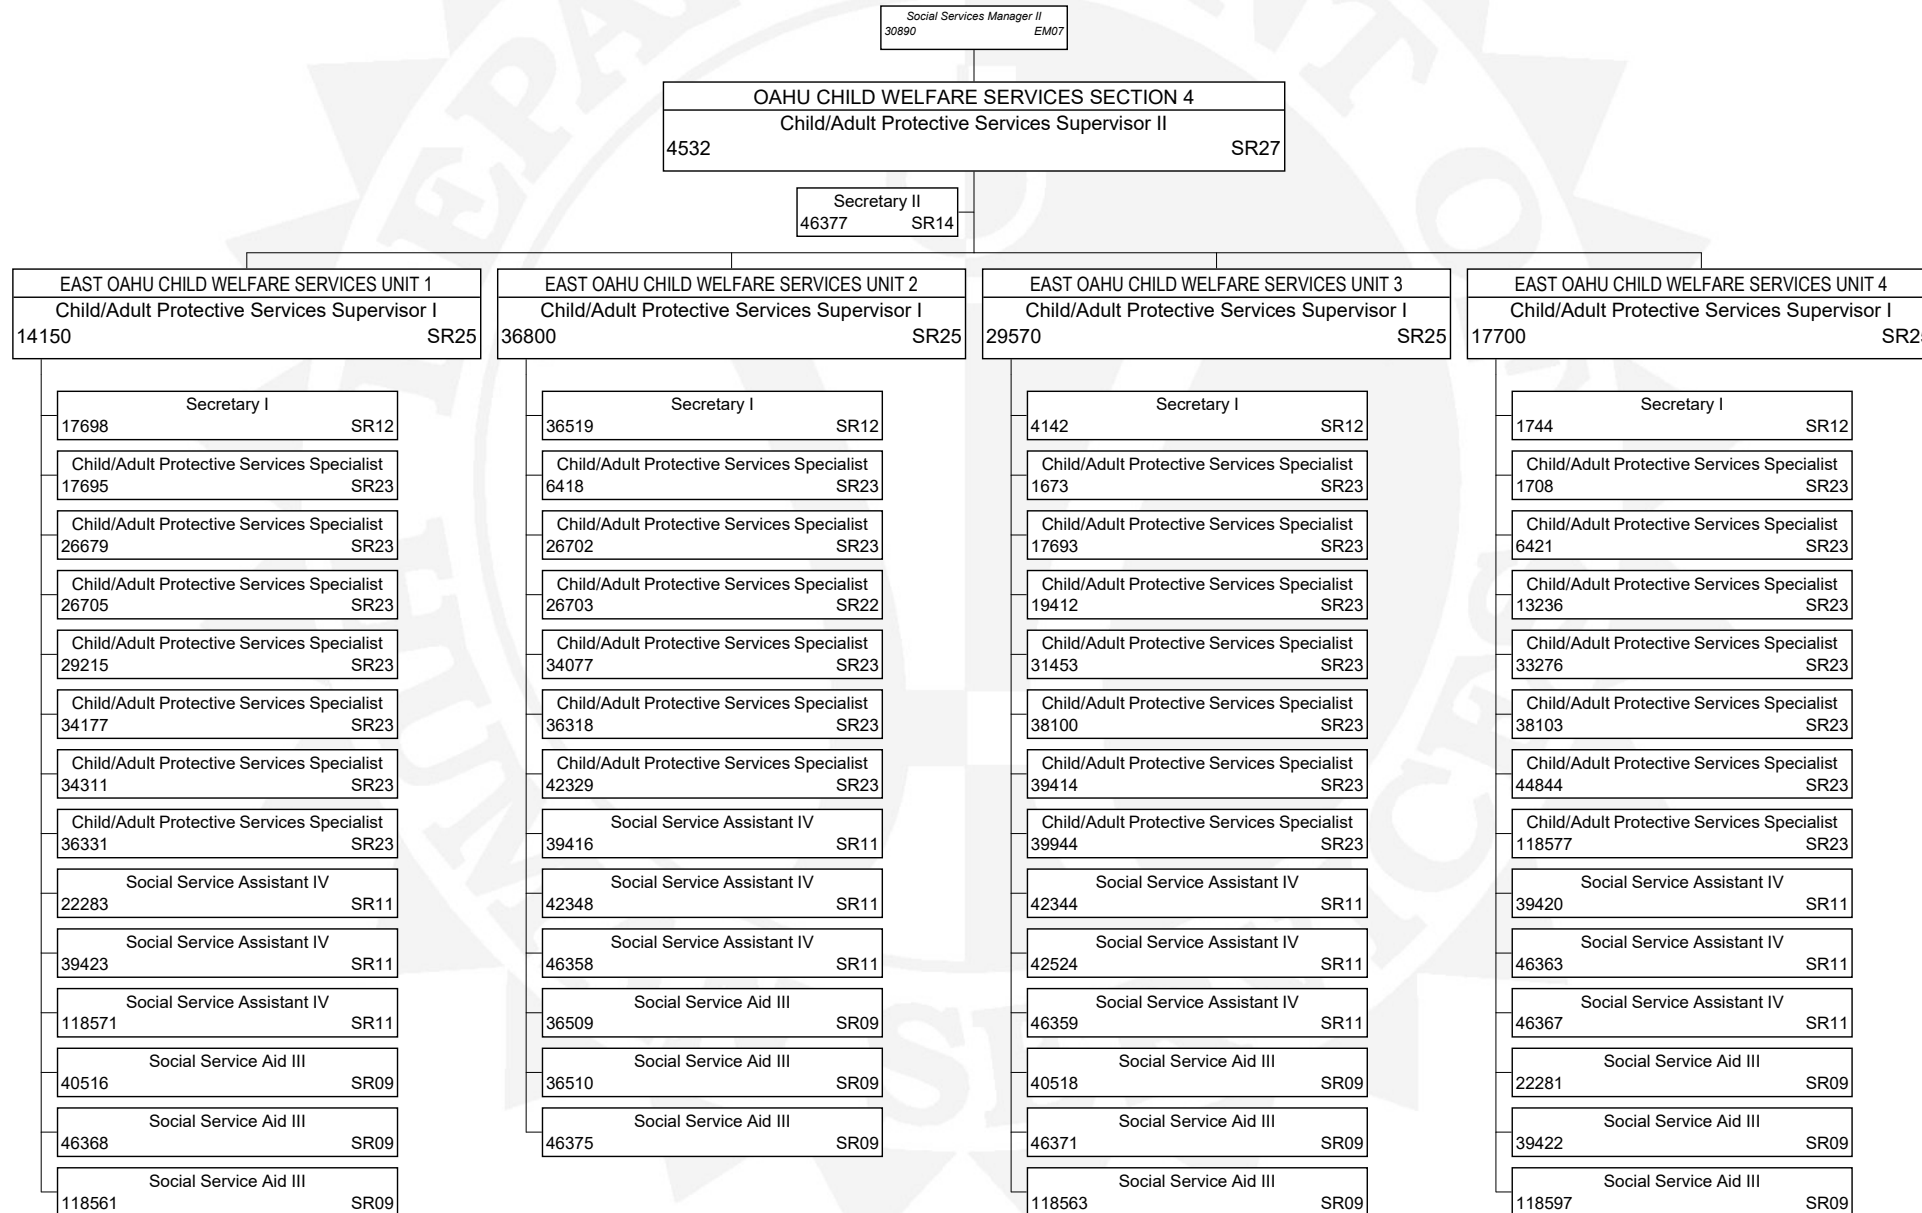 Social Services Manager II
30890 EM07
OAHU CHILD WELFARE SERVICES SECTION 4
Child/Adult Protective Services Supervisor II
4532 SR27
Secretary II
46377 SR14
EAST OAHU CHILD WELFARE SERVICES UNIT 1
Child/Adult Protective Services Supervisor I
14150 SR25
Secretary I
17698 SR12
Child/Adult Protective Services Specialist
17695 SR23
Child/Adult Protective Services Specialist
26679 SR23
Child/Adult Protective Services Specialist
26705 SR23
Child/Adult Protective Services Specialist
29215 SR23
Child/Adult Protective Services Specialist
34177 SR23
Child/Adult Protective Services Specialist
34311 SR23
Child/Adult Protective Services Specialist
36331 SR23
Social Service Assistant IV
22283 SR11
Social Service Assistant IV
39423 SR11
Social Service Assistant IV
118571 SR11
Social Service Aid III
40516 SR09
Social Service Aid III
46368 SR09
Social Service Aid III
118561 SR09
EAST OAHU CHILD WELFARE SERVICES UNIT 2
Child/Adult Protective Services Supervisor I
36800 SR25
Secretary I
36519 SR12
Child/Adult Protective Services Specialist
6418 SR23
Child/Adult Protective Services Specialist
26702 SR23
Child/Adult Protective Services Specialist
26703 SR22
Child/Adult Protective Services Specialist
34077 SR23
Child/Adult Protective Services Specialist
36318 SR23
Child/Adult Protective Services Specialist
42329 SR23
Social Service Assistant IV
39416 SR11
Social Service Assistant IV
42348 SR11
Social Service Assistant IV
46358 SR11
Social Service Aid III
36509 SR09
Social Service Aid III
36510 SR09
Social Service Aid III
46375 SR09
EAST OAHU CHILD WELFARE SERVICES UNIT 3
Child/Adult Protective Services Supervisor I
29570 SR25
Secretary I
4142 SR12
Child/Adult Protective Services Specialist
1673 SR23
Child/Adult Protective Services Specialist
17693 SR23
Child/Adult Protective Services Specialist
19412 SR23
Child/Adult Protective Services Specialist
31453 SR23
Child/Adult Protective Services Specialist
38100 SR23
Child/Adult Protective Services Specialist
39414 SR23
Child/Adult Protective Services Specialist
39944 SR23
Social Service Assistant IV
42344 SR11
Social Service Assistant IV
42524 SR11
Social Service Assistant IV
46359 SR11
Social Service Aid III
40518 SR09
Social Service Aid III
46371 SR09
Social Service Aid III
118563 SR09
EAST OAHU CHILD WELFARE SERVICES UNIT 4
Child/Adult Protective Services Supervisor I
17700
Secretary I
1744 SR12
Child/Adult Protective Services Specialist
1708 SR23
Child/Adult Protective Services Specialist
6421 SR23
Child/Adult Protective Services Specialist
13236 SR23
Child/Adult Protective Services Specialist
33276 SR23
Child/Adult Protective Services Specialist
38103 SR23
Child/Adult Protective Services Specialist
44844 SR23
Child/Adult Protective Services Specialist
118577 SR23
Social Service Assistant IV
39420 SR11
Social Service Assistant IV
46363 SR11
Social Service Assistant IV
46367 SR11
Social Service Aid III
22281 SR09
Social Service Aid III
39422 SR09
Social Service Aid III
118597 SR09